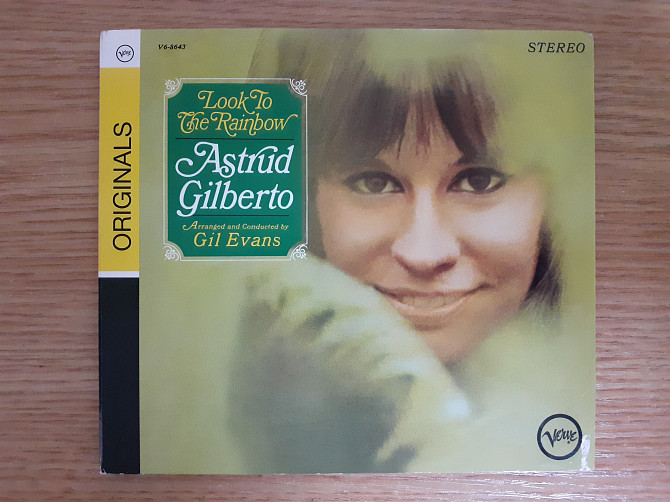 Verve
ORIGINALS
V6-8643
STEREO
Look To
The Rainbow
Astrud
Gilberto
Arranged and Conducted by
Gil Evans
Verve